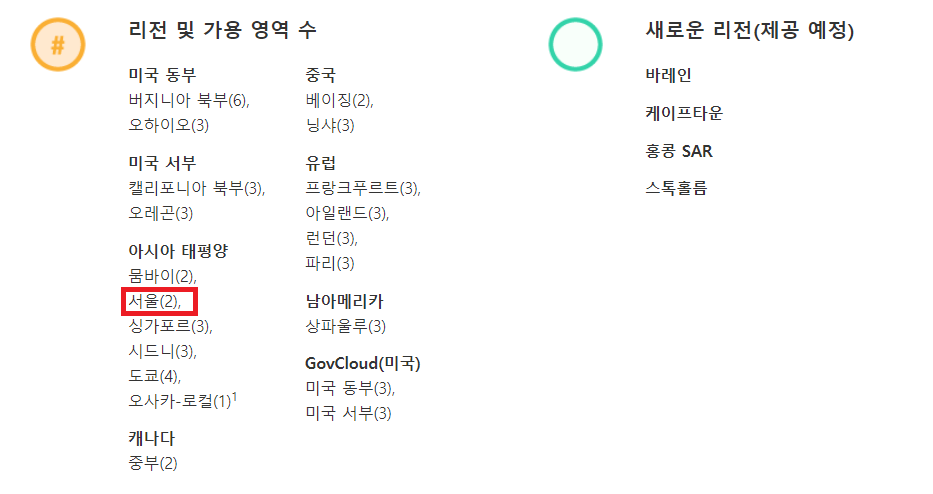 #
리전 및 가용 영역 수
미국 동부
버지니아 북부(6),
오하이오(3)
미국 서부
캘리포니아 북부(3),
오레곤(3)
아시아 태평양
뭄바이(2),
서울(2),
싱가포르(3),
시드니(3),
도쿄(4),
오사카-로컬(1)¹
캐나다
중부(2)
중국
베이징(2),
닝샤(3)
유럽
프랑크푸르트(3),
아일랜드(3),
런던(3),
파리(3)
남아메리카
상파울루(3)
GovCloud(미국)
미국 동부(3),
미국 서부(3)
새로운 리전(제공 예정)
바레인
케이프타운
홍콩 SAR
스톡홀름